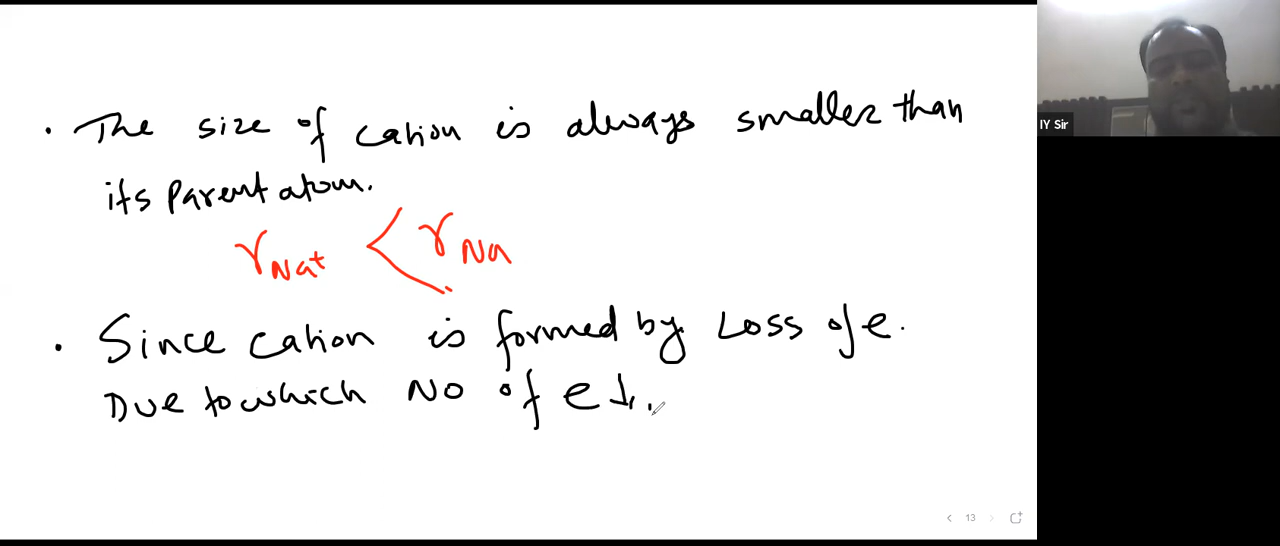 • The size of cation is always smaller than
its Parent atom.
rNa+ < rNa
• Since cation is formed by Loss of e.
Due to which No of e↓,.
13
IY Sir